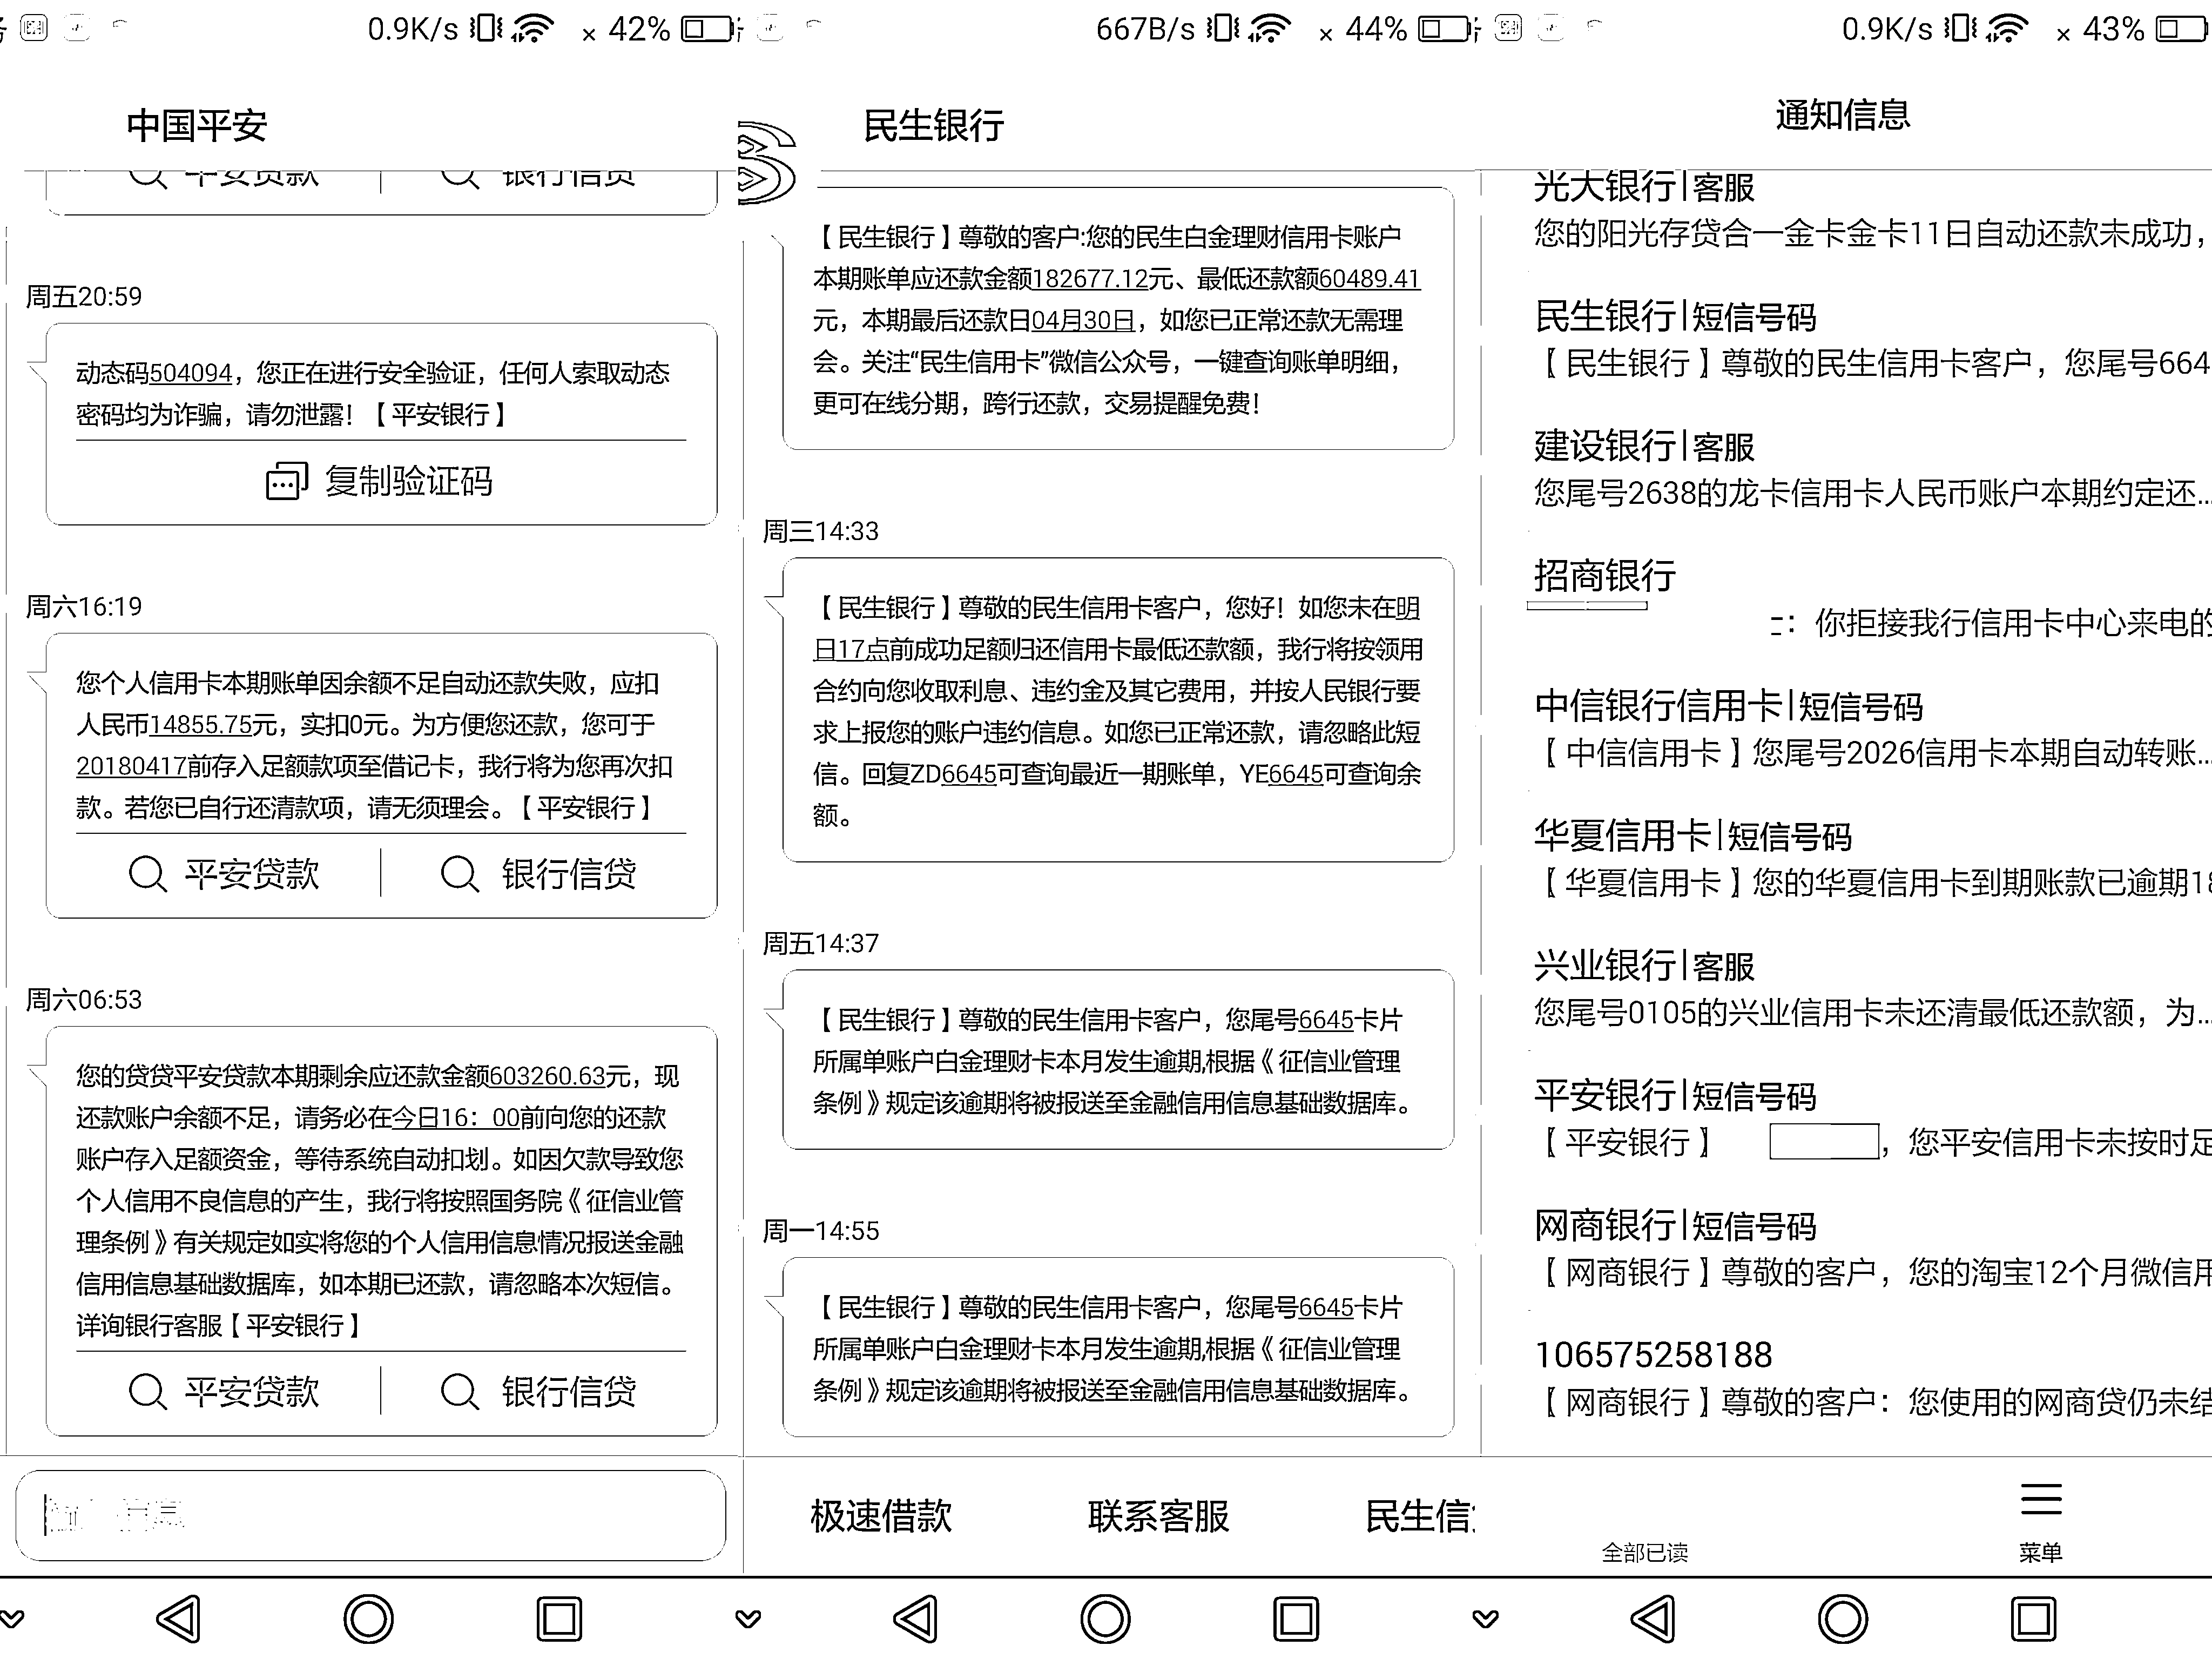 0.9K/s
× 42%
中国平安
平安贷款
银行信贷
周五20:59
动态码504094，您正在进行安全验证，任何人索取动态
密码均为诈骗，请勿泄露！【平安银行】
复制验证码
周六16:19
您个人信用卡本期账单因余额不足自动还款失败，应扣
人民币14855.75元，实扣0元。为方便您还款，您可于
20180417前存入足额款项至借记卡，我行将为您再次扣
款。若您已自行还清款项，请无须理会。【平安银行】
平安贷款
银行信贷
周六06:53
您的贷贷平安贷款本期剩余应还款金额603260.63元，现
还款账户余额不足，请务必在今日16：00前向您的还款
账户存入足额资金，等待系统自动扣划。如因欠款导致您
个人信用不良信息的产生，我行将按照国务院《征信业管
理条例》有关规定如实将您的个人信用信息情况报送金融
信用信息基础数据库，如本期已还款，请忽略本次短信。
详询银行客服【平安银行】
平安贷款
银行信贷
667B/s
× 44%
民生银行
【民生银行】尊敬的客户:您的民生白金理财信用卡账户
本期账单应还款金额182677.12元、最低还款额60489.41
元，本期最后还款日04月30日，如您已正常还款无需理
会。关注“民生信用卡”微信公众号，一键查询账单明细，
更可在线分期，跨行还款，交易提醒免费！
周三14:33
【民生银行】尊敬的民生信用卡客户，您好！如您未在明
日17点前成功足额归还信用卡最低还款额，我行将按领用
合约向您收取利息、违约金及其它费用，并按人民银行要
求上报您的账户违约信息。如您已正常还款，请忽略此短
信。回复ZD6645可查询最近一期账单，YE6645可查询余
额。
周五14:37
【民生银行】尊敬的民生信用卡客户，您尾号6645卡片
所属单账户白金理财卡本月发生逾期,根据《征信业管理
条例》规定该逾期将被报送至金融信用信息基础数据库。
周一14:55
【民生银行】尊敬的民生信用卡客户，您尾号6645卡片
所属单账户白金理财卡本月发生逾期,根据《征信业管理
条例》规定该逾期将被报送至金融信用信息基础数据库。
极速借款
联系客服
民生信
0.9K/s
× 43%
通知信息
光大银行|客服
您的阳光存贷合一金卡金卡11日自动还款未成功，
民生银行|短信号码
【民生银行】尊敬的民生信用卡客户，您尾号664
建设银行|客服
您尾号2638的龙卡信用卡人民币账户本期约定还...
招商银行
：你拒接我行信用卡中心来电的
中信银行信用卡|短信号码
【中信信用卡】您尾号2026信用卡本期自动转账...
华夏信用卡|短信号码
【华夏信用卡】您的华夏信用卡到期账款已逾期18
兴业银行|客服
您尾号0105的兴业信用卡未还清最低还款额，为...
平安银行|短信号码
【平安银行】，您平安信用卡未按时足
网商银行|短信号码
【网商银行】尊敬的客户，您的淘宝12个月微信用
106575258188
【网商银行】尊敬的客户：您使用的网商贷仍未结
全部已读
菜单